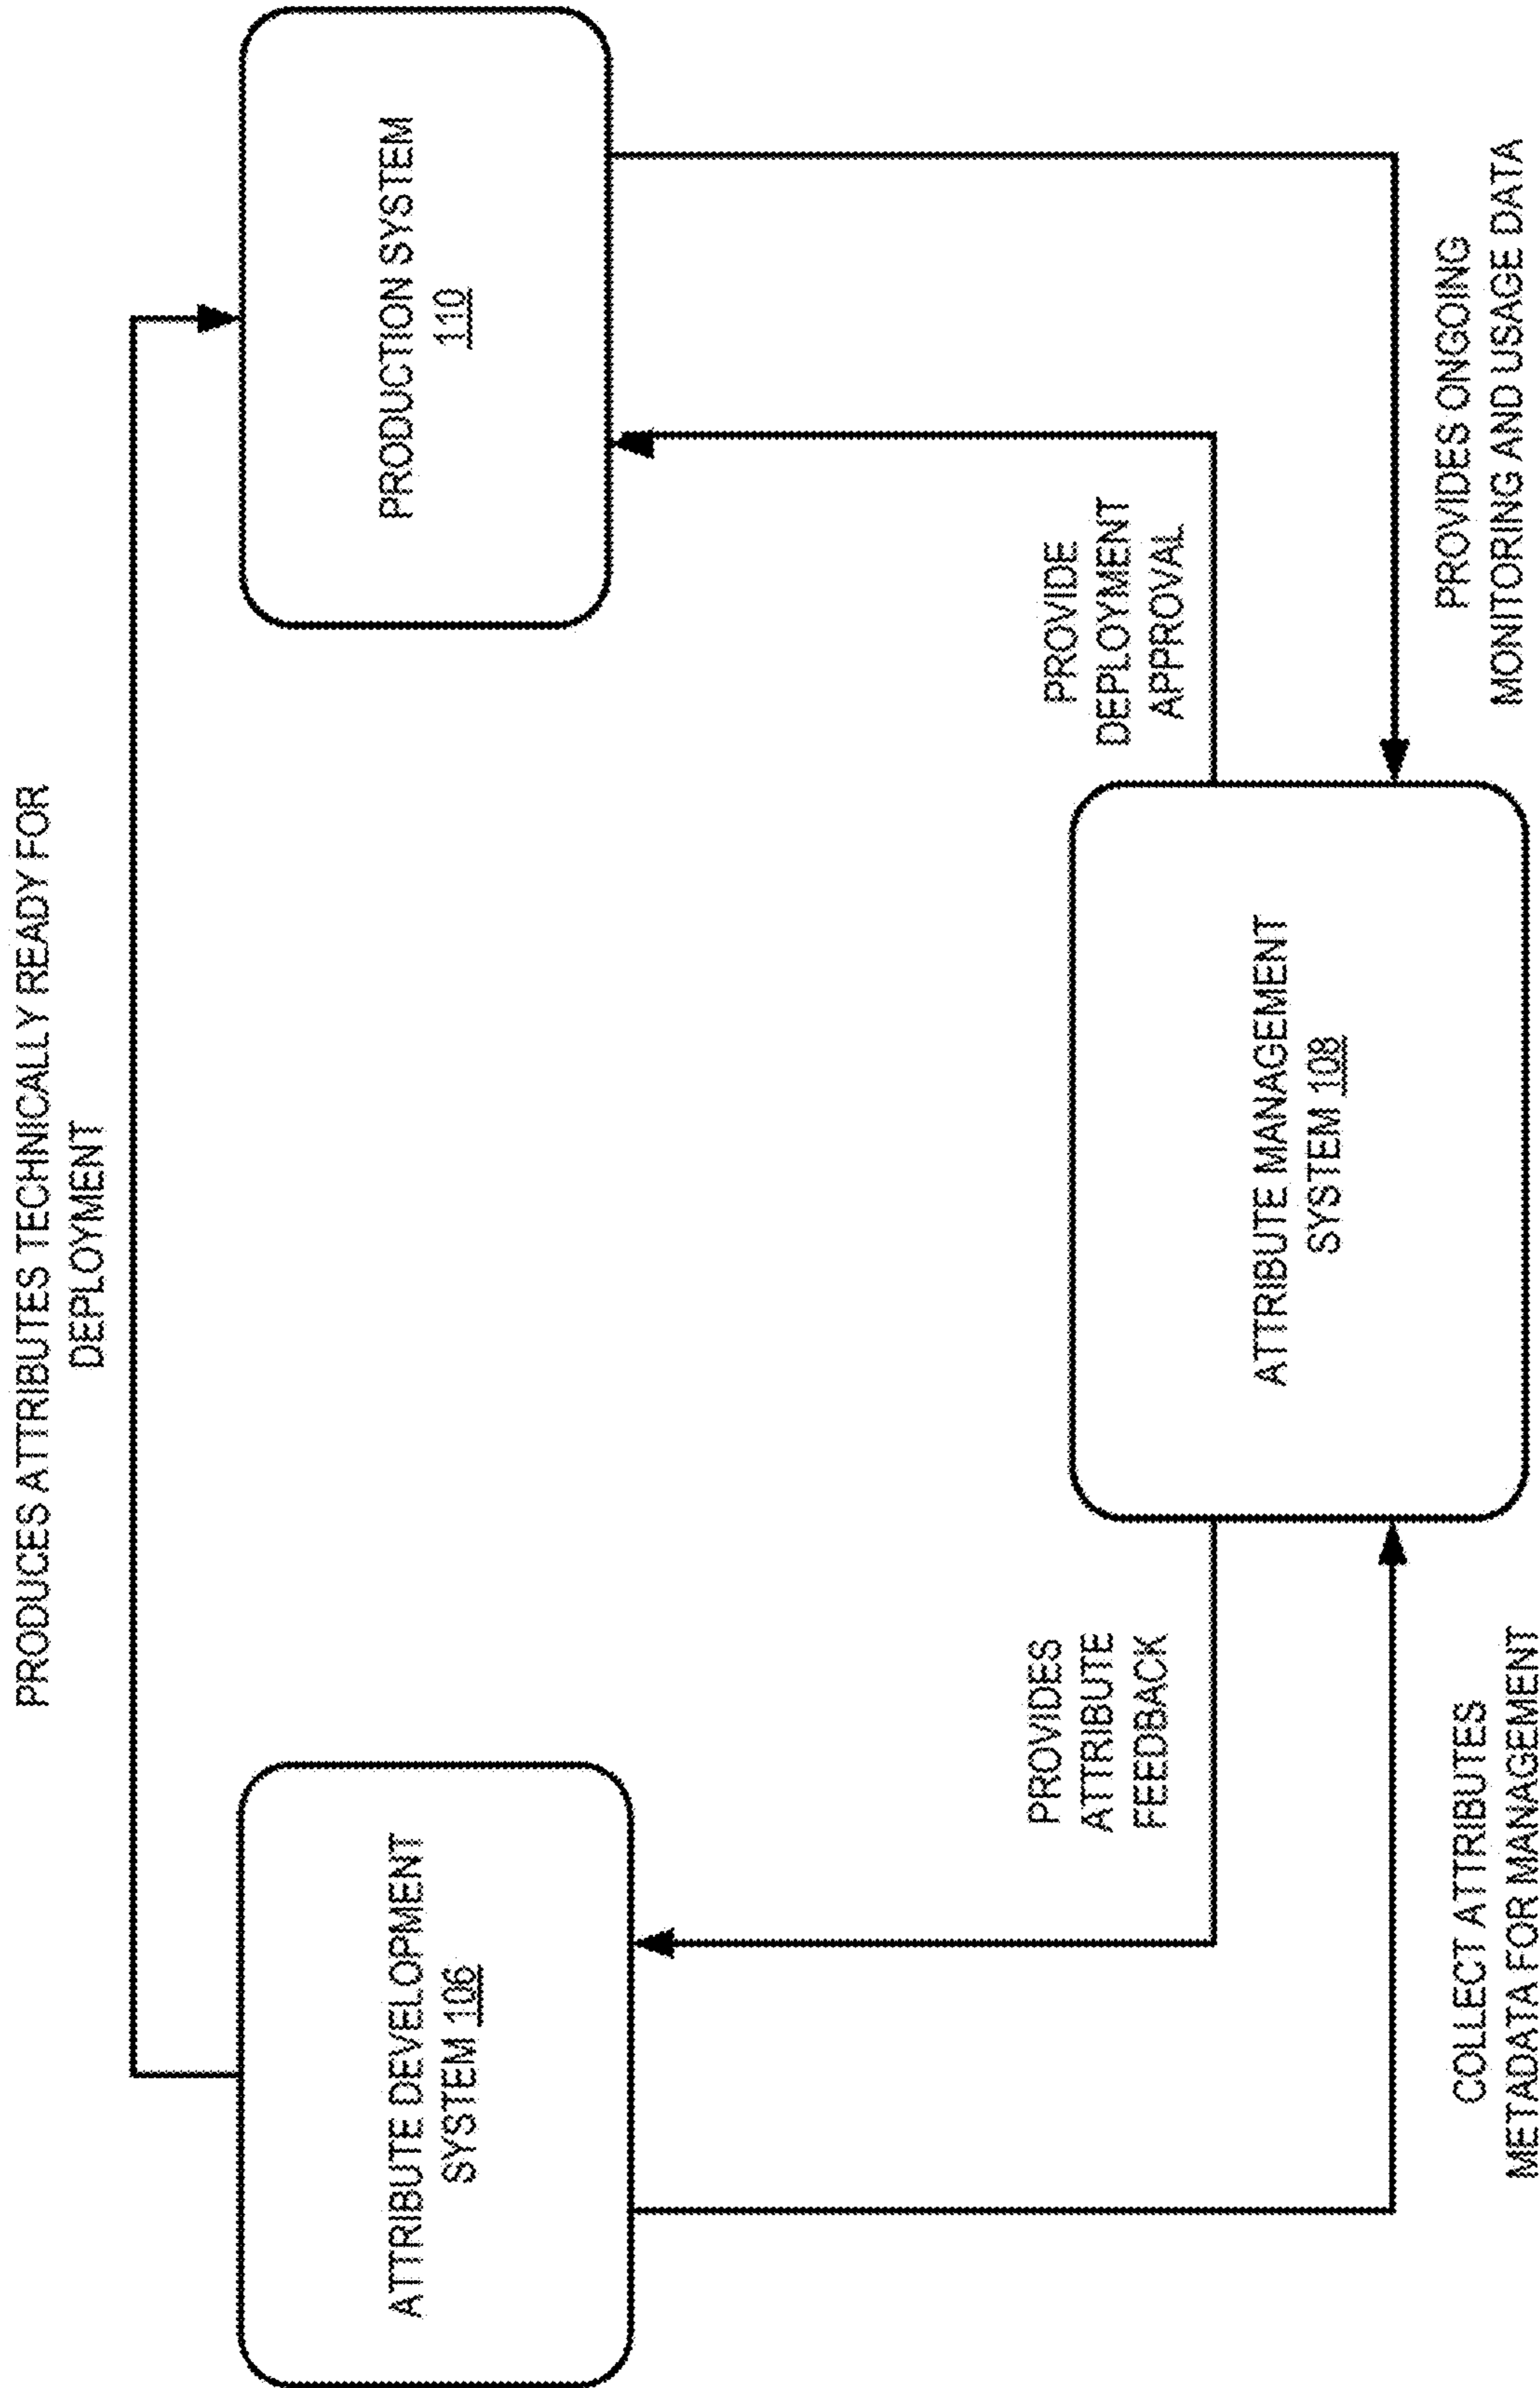 PRODUCES ATTRIBUTES TECHNICALLY READY FOR
DEPLOYMENT
ATTRIBUTE DEVELOPMENT
SYSTEM 106
PRODUCTION SYSTEM
110
PROVIDES
ATTRIBUTE
FEEDBACK
PROVIDE
DEPLOYMENT
APPROVAL
ATTRIBUTE MANAGEMENT
SYSTEM 108
COLLECT ATTRIBUTES
METADATA FOR MANAGEMENT
PROVIDES ONGOING
MONITORING AND USAGE DATA